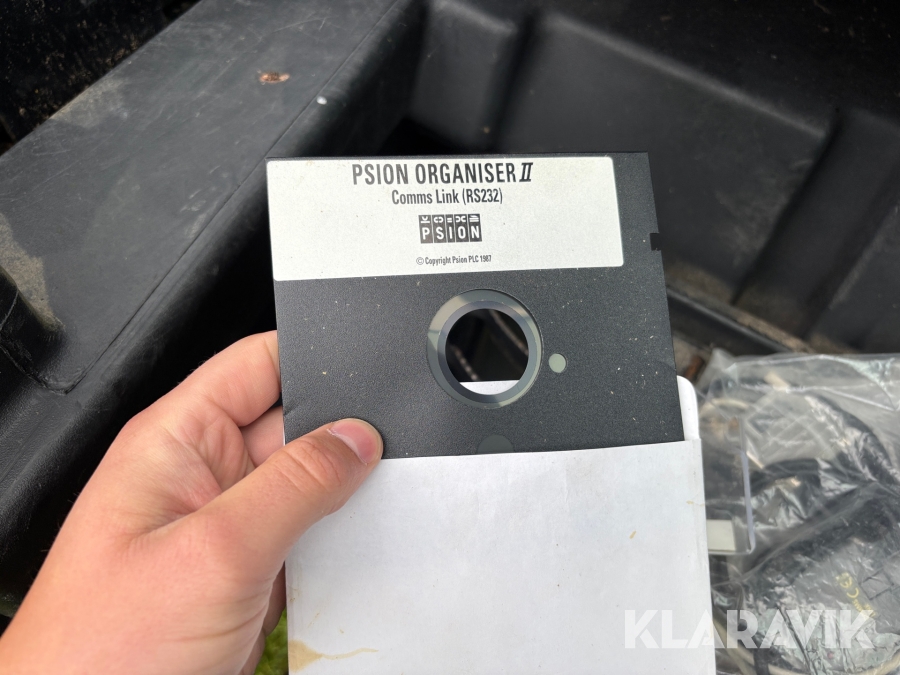 PSION ORGANISER II
Comms Link (RS232)
PSION
© Copyright Psion PLC 1987
KLARAVIK